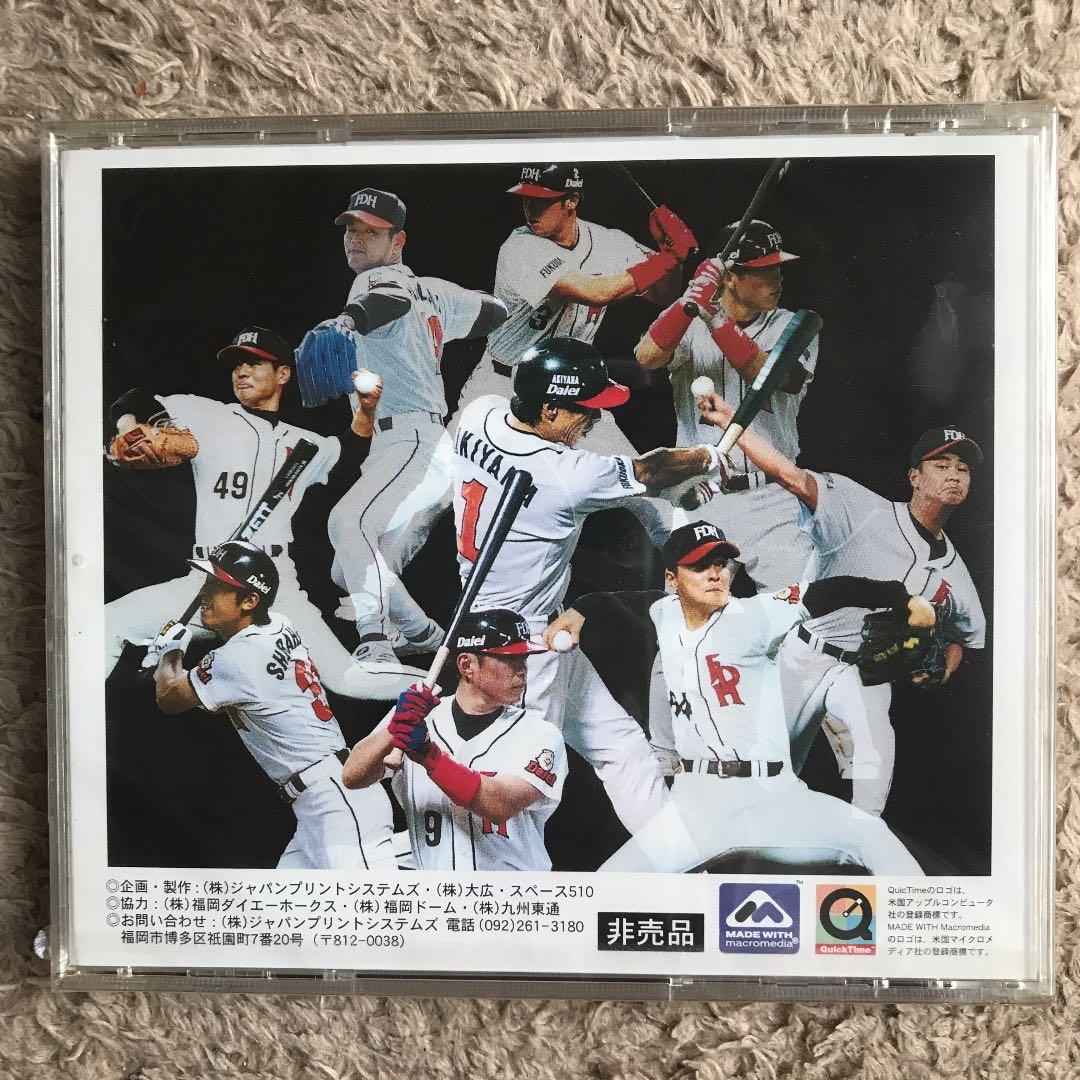 FDH
2
Daiei
FDH
FUKUO
3
H
FDH
FDH
AKIYAMA
Daiei
FDH
AKIYAMA
1
49
FDH
FDH
Daiei
Daiei
FDH
FR
54
9
H
Daiei
◎企画・製作:(株)ジャパンプリントシステムズ・(株)大広・スペース510
◎協力:(株)福岡ダイエーホークス・(株)福岡ドーム・(株)九州東通
◎お問い合わせ:(株)ジャパンプリントシステムズ 電話(092)261-3180
福岡市博多区祇園町7番20号 (〒812-0038)
非売品
MADE WITH
macromedia®
QuickTime™
QuicTimeのロゴは、
米国アップルコンピュータ
社の登録商標です。
MADE WITH Macromedia
のロゴは、米国マイクロメ
ディア社の登録商標です。